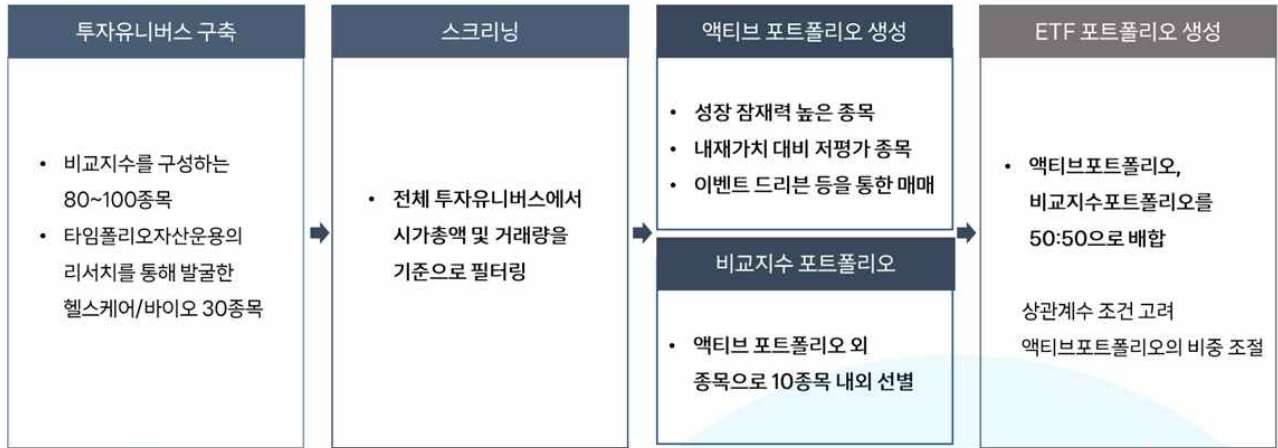 투자유니버스 구축
• 비교지수를 구성하는
80~100종목
• 타임폴리오자산운용의
리서치를 통해 발굴한
헬스케어/바이오 30종목
스크리닝
• 전체 투자유니버스에서
시가총액 및 거래량을
기준으로 필터링
액티브 포트폴리오 생성
• 성장 잠재력 높은 종목
• 내재가치 대비 저평가 종목
• 이벤트 드리븐 등을 통한 매매
비교지수 포트폴리오
• 액티브 포트폴리오 외
종목으로 10종목 내외 선별
ETF 포트폴리오 생성
• 액티브포트폴리오,
비교지수포트폴리오를
50:50으로 배합
상관계수 조건 고려
액티브포트폴리오의 비중 조절